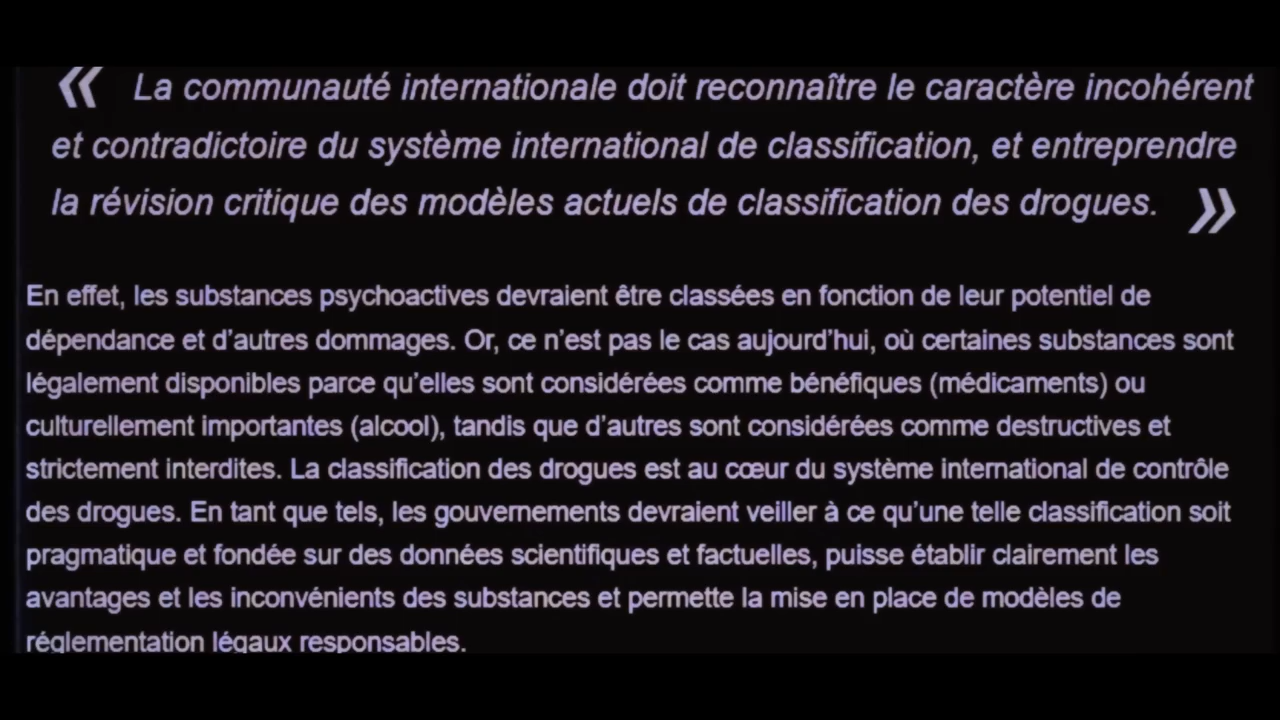 « La communauté internationale doit reconnaître le caractère incohérent
et contradictoire du système international de classification, et entreprendre
la révision critique des modèles actuels de classification des drogues. »
En effet, les substances psychoactives devraient être classées en fonction de leur potentiel de
dépendance et d’autres dommages. Or, ce n’est pas le cas aujourd’hui, où certaines substances sont
légalement disponibles parce qu’elles sont considérées comme bénéfiques (médicaments) ou
culturellement importantes (alcool), tandis que d’autres sont considérées comme destructives et
strictement interdites. La classification des drogues est au cœur du système international de contrôle
des drogues. En tant que tels, les gouvernements devraient veiller à ce qu’une telle classification soit
pragmatique et fondée sur des données scientifiques et factuelles, puisse établir clairement les
avantages et les inconvénients des substances et permette la mise en place de modèles de
réglementation légaux responsables.